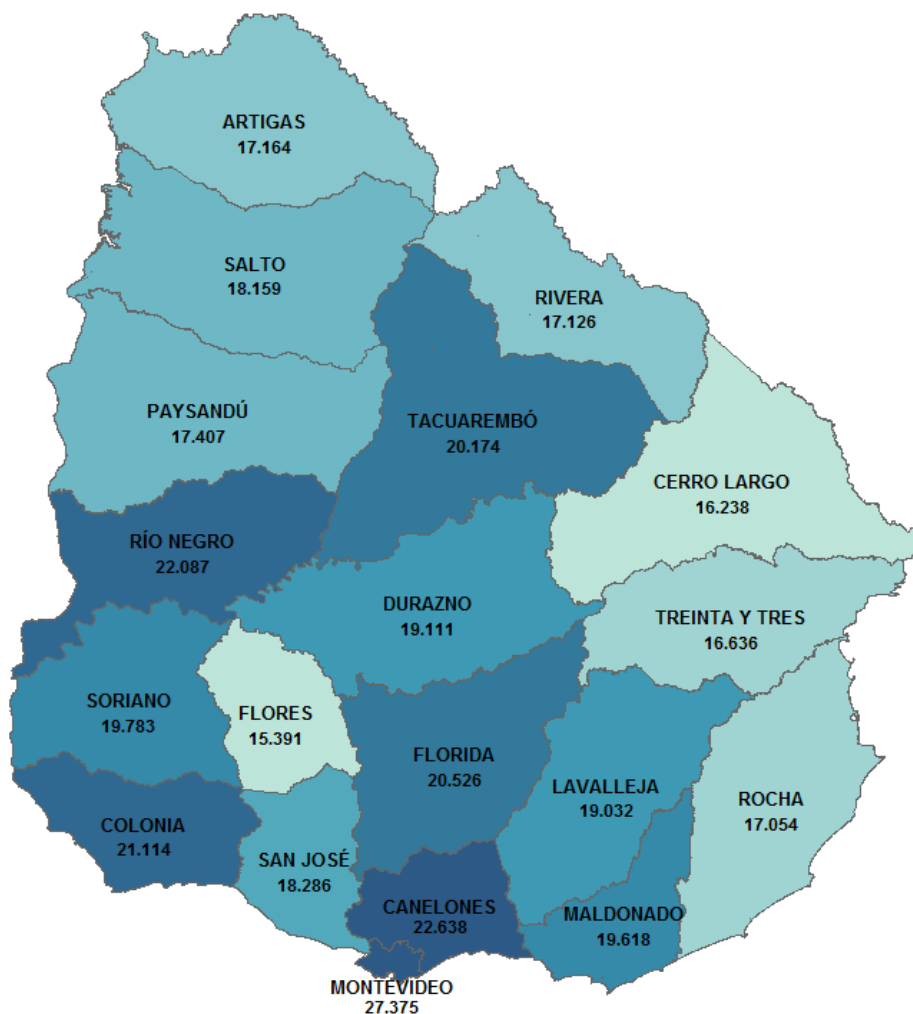 ARTIGAS
17.164
SALTO
18.159
RIVERA
17.126
PAYSANDÚ
17.407
TACUAREMBÓ
20.174
CERRO LARGO
16.238
RÍO NEGRO
22.087
DURAZNO
19.111
TREINTA Y TRES
16.636
SORIANO
19.783
FLORES
15.391
FLORIDA
20.526
LAVALLEJA
19.032
ROCHA
17.054
COLONIA
21.114
SAN JOSÉ
18.286
CANELONES
22.638
MALDONADO
19.618
MONTEVIDEO
27.375